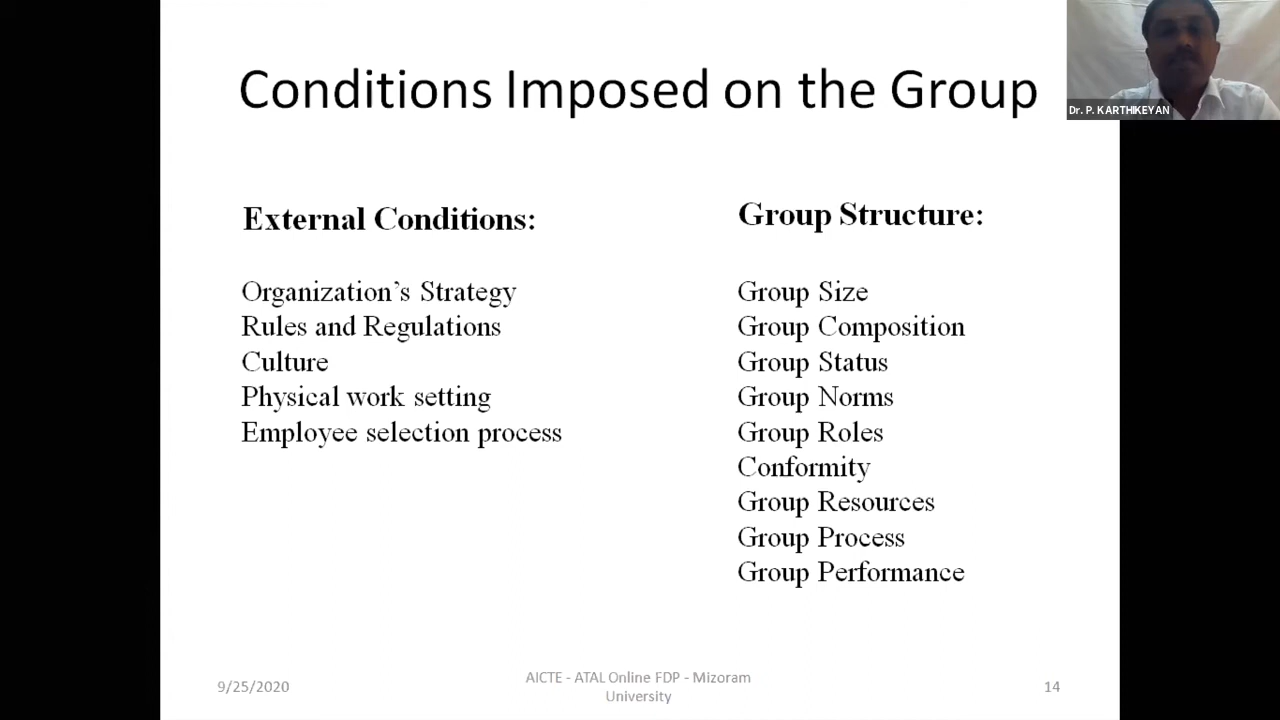 Conditions Imposed on the Group
Dr. P. KARTHIKEYAN
External Conditions:
Organization’s Strategy
Rules and Regulations
Culture
Physical work setting
Employee selection process
Group Structure:
Group Size
Group Composition
Group Status
Group Norms
Group Roles
Conformity
Group Resources
Group Process
Group Performance
9/25/2020
AICTE - ATAL Online FDP - Mizoram
University
14